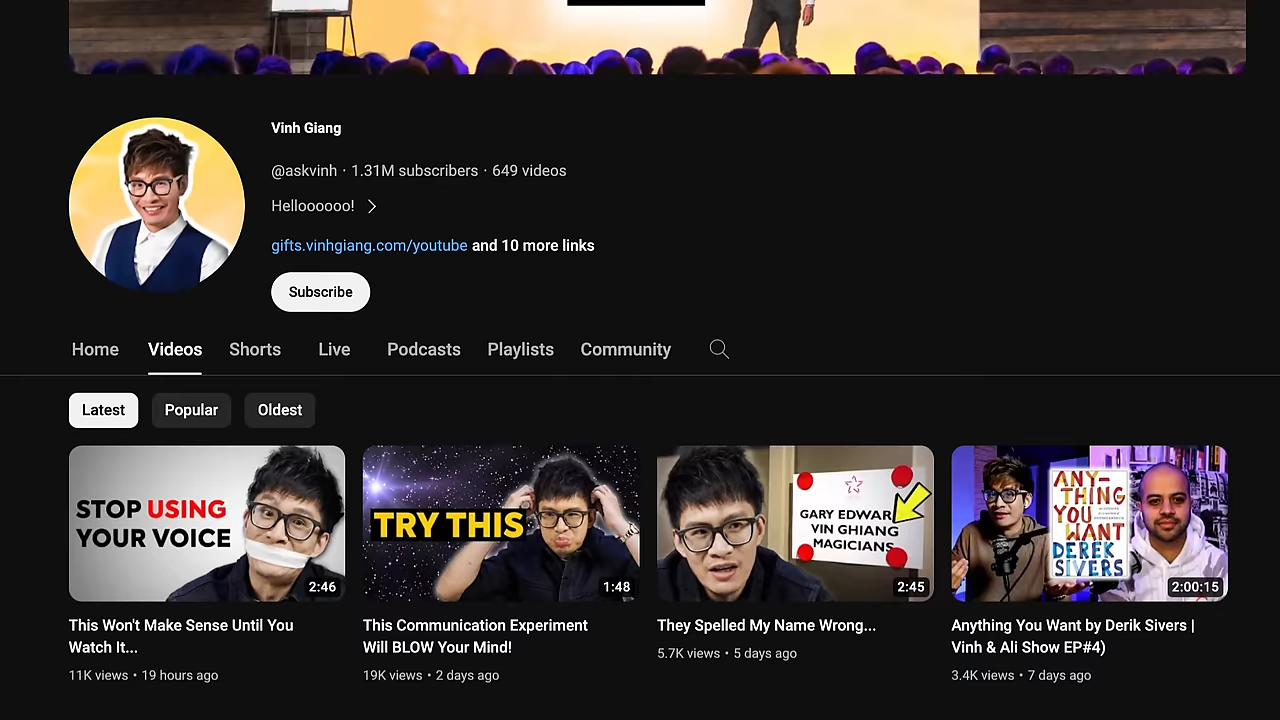 Vinh Giang
@askvinh · 1.31M subscribers · 649 videos
Helloooooo!
gifts.vinhgiang.com/youtube and 10 more links
Subscribe
Home Videos Shorts Live Podcasts Playlists Community
Latest Popular Oldest
STOP USING
YOUR VOICE
2:46
TRY THIS
1:48
GARY EDWAR
VIN GHIANG
MAGICIANS
2:45
ANY-
THING
YOU
WANT
DEREK
SIVERS
2:00:15
This Won't Make Sense Until You
Watch It...
11K views • 19 hours ago
This Communication Experiment
Will BLOW Your Mind!
19K views • 2 days ago
They Spelled My Name Wrong...
5.7K views • 5 days ago
Anything You Want by Derik Sivers |
Vinh & Ali Show EP#4)
3.4K views • 7 days ago